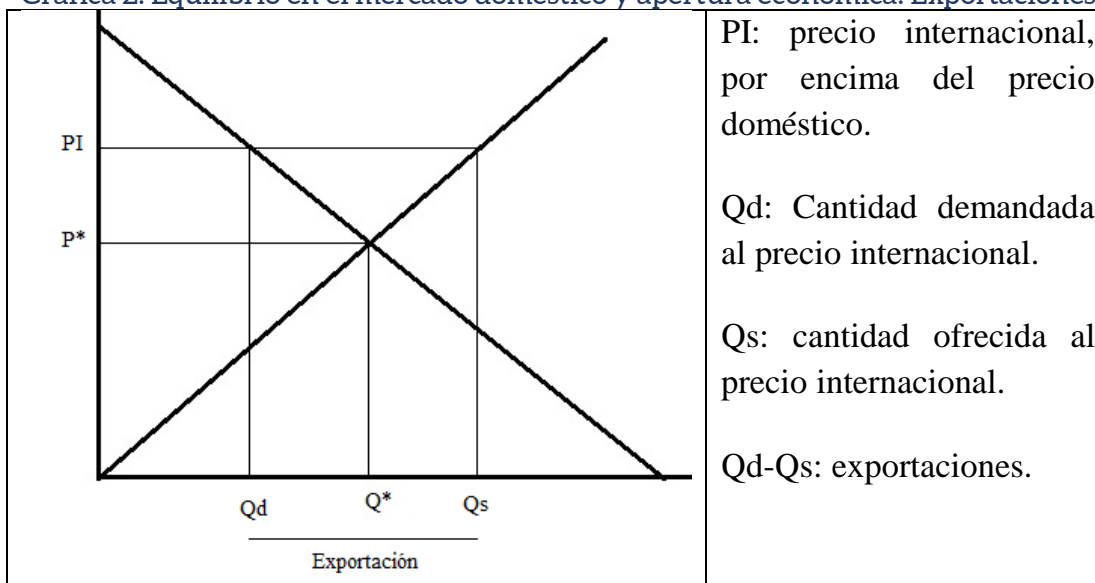 Gráfica 2. Equilibrio en el mercado doméstico y apertura económica. Exportaciones
PI
P*
Qd
Q*
Qs
Exportación
PI: precio internacional,
por encima del precio
doméstico.
Qd: Cantidad demandada
al precio internacional.
Qs: cantidad ofrecida al
precio internacional.
Qd-Qs: exportaciones.